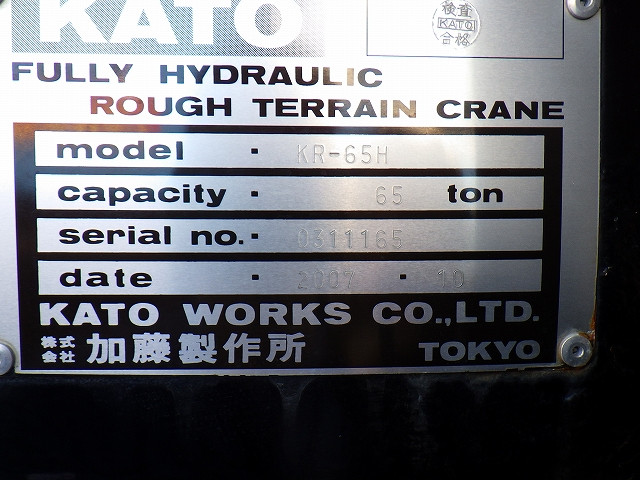 KATO
検査
KATO
合格
FULLY HYDRAULIC
ROUGH TERRAIN CRANE
model · KR-65H
capacity · 65 ton
serial no. · 0311165
date · 2007 · 10
KATO WORKS CO.,LTD.
株式会社 加藤製作所 TOKYO